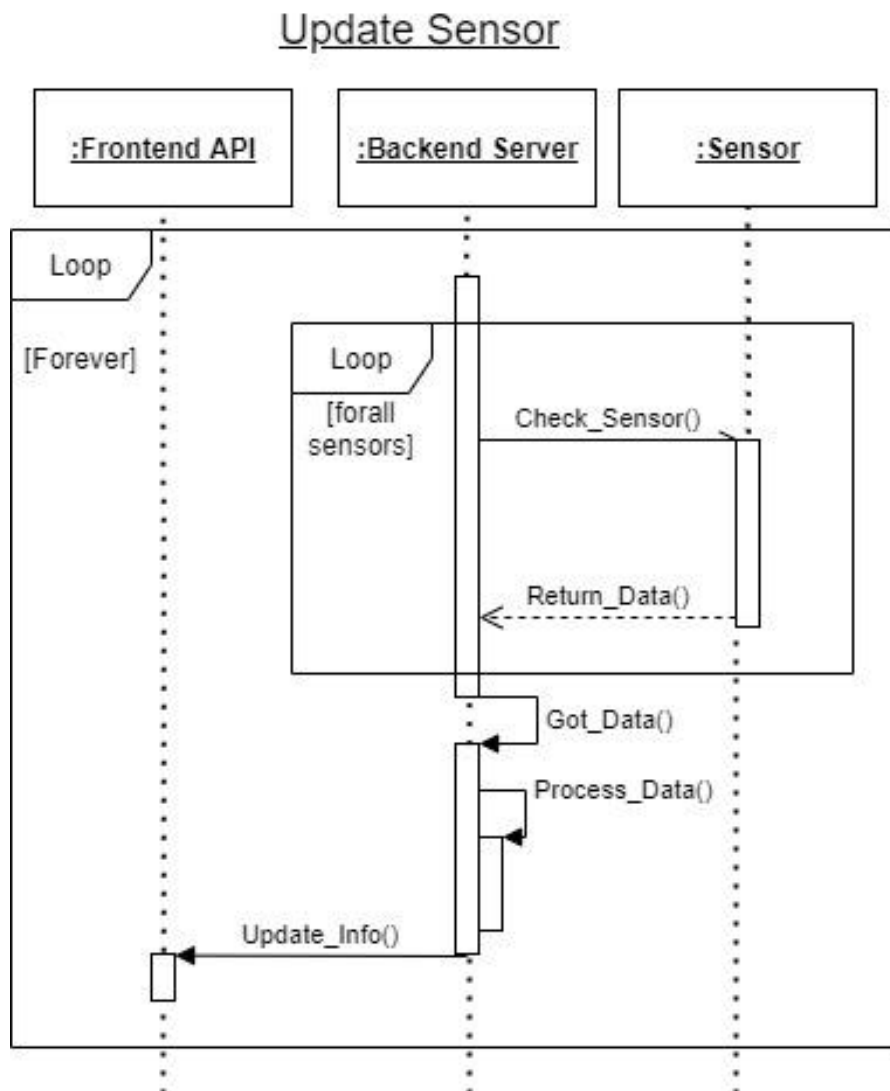 Update Sensor
:Frontend API
:Backend Server
:Sensor
Loop
[Forever]
Loop
[forall
sensors]
Check_Sensor()
Return_Data()
Got_Data()
Process_Data()
Update_Info()